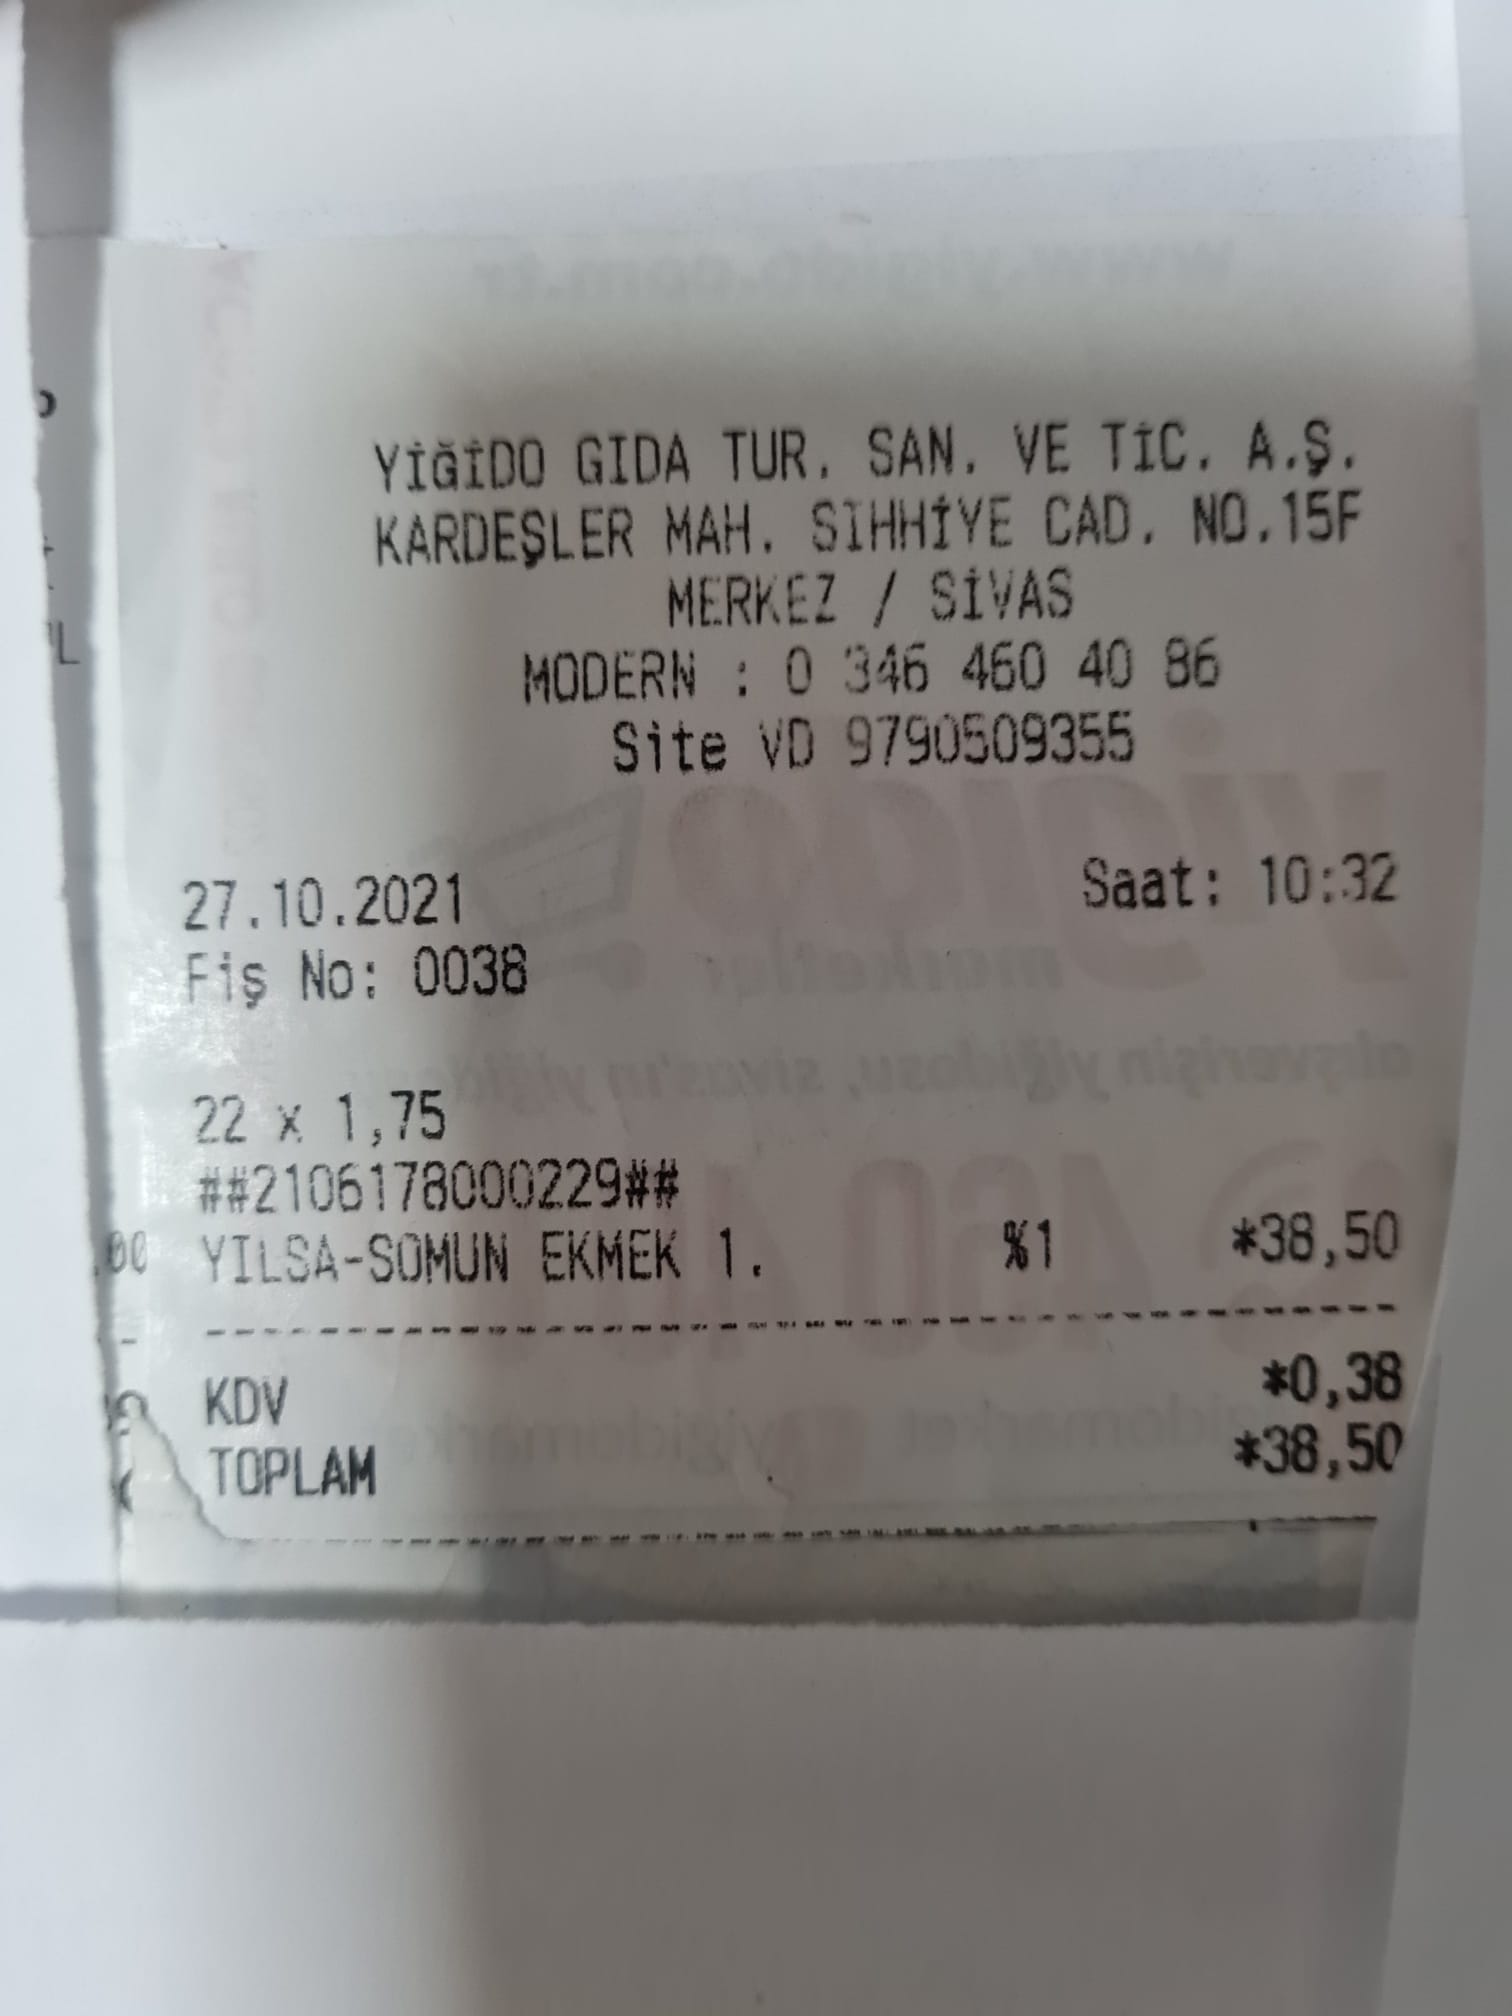 YİĞİDO GIDA TUR. SAN. VE TİC. A.Ş.
KARDEŞLER MAH. SIHHİYE CAD. NO.15F
MERKEZ / SİVAS
MODERN : 0 346 460 40 86
Site VD 9790509355
27.10.2021 Saat: 10:32
Fiş No: 0038
22 x 1,75
##2106178000229##
YILSA-SOMUN EKMEK 1. %1 *38,50
KDV *0,38
TOPLAM *38,50